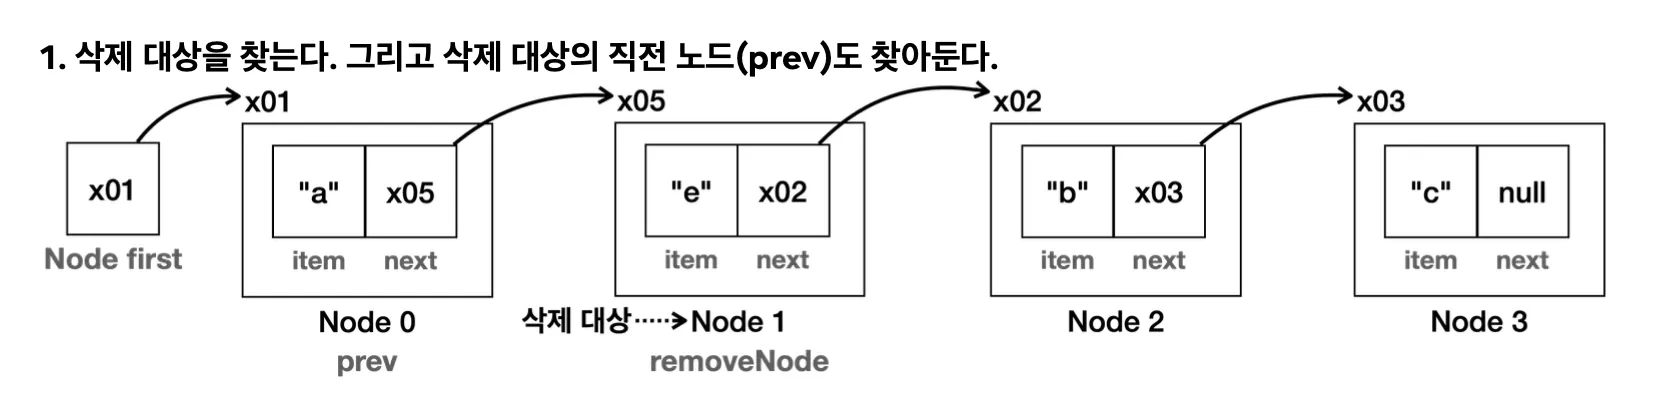 1. 삭제 대상을 찾는다. 그리고 삭제 대상의 직전 노드(prev)도 찾아둔다.
x01 x05 x02 x03
x01 "a" x05 "e" x02 "b" x03 "c" null
Node first item next item next item next item next
Node 0 삭제 대상 Node 1 Node 2 Node 3
prev removeNode